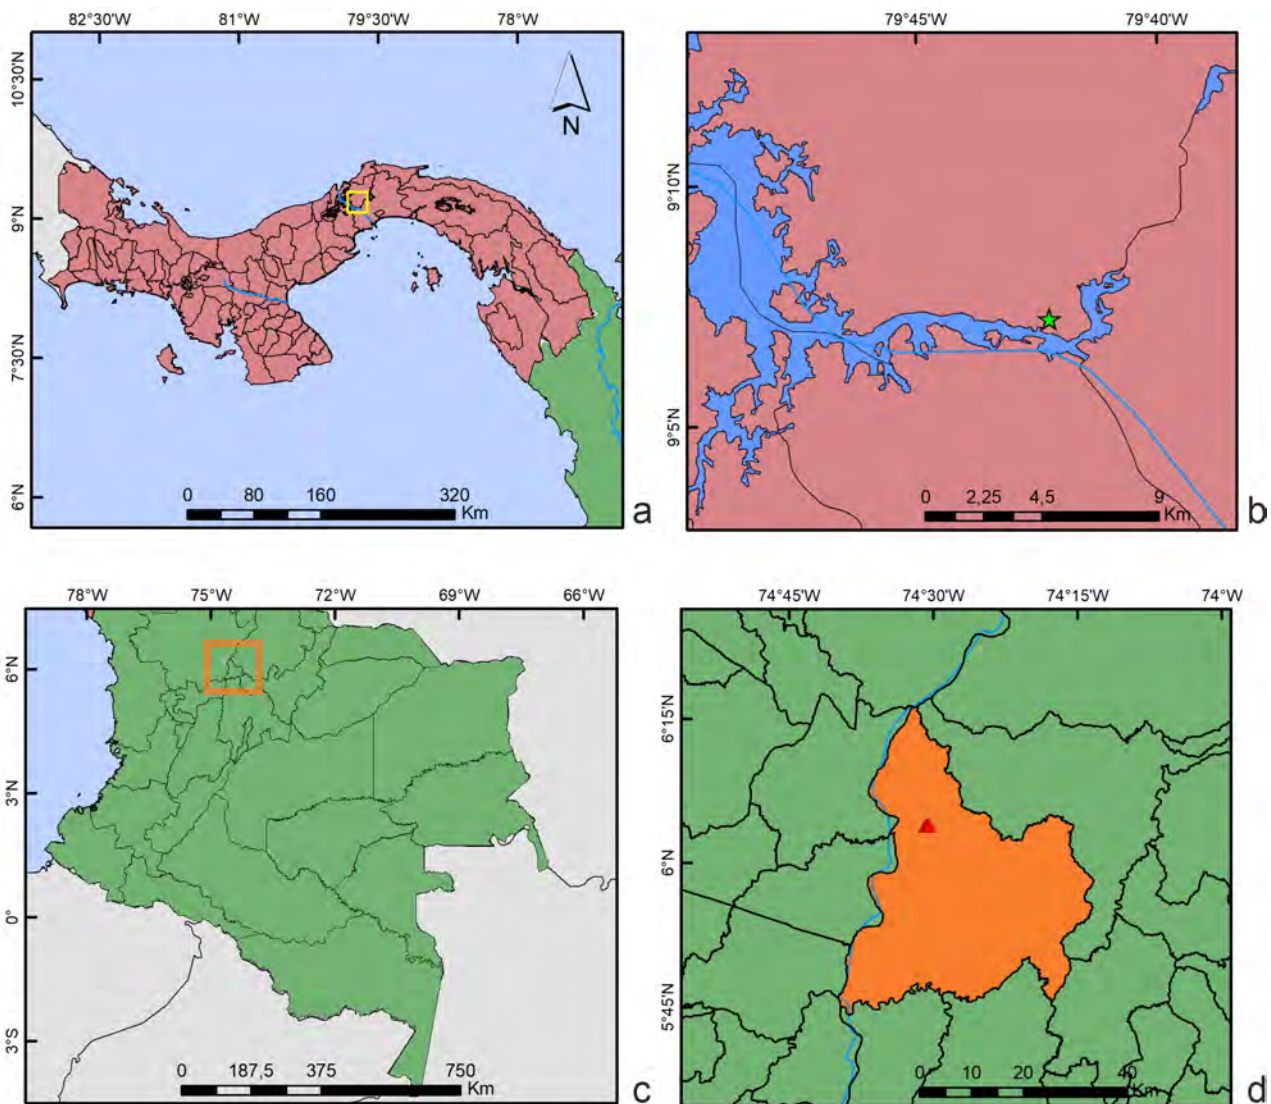 82°30'W 81°0'W 79°30'W 78°0'W
10°30'N
9°N
7°30'N
6°N
N
0 80 160 320
Km
a
79°45'W 79°40'W
9°10'N
9°5'N
0 2,25 4,5 9
Km
b
78°W 75°W 72°W 69°W 66°W
6°N
3°N
0°
3°S
0 187,5 375 750
Km
c
74°45'W 74°30'W 74°15'W 74°W
6°15'N
6°N
5°45'N
0 10 20 40
Km
d